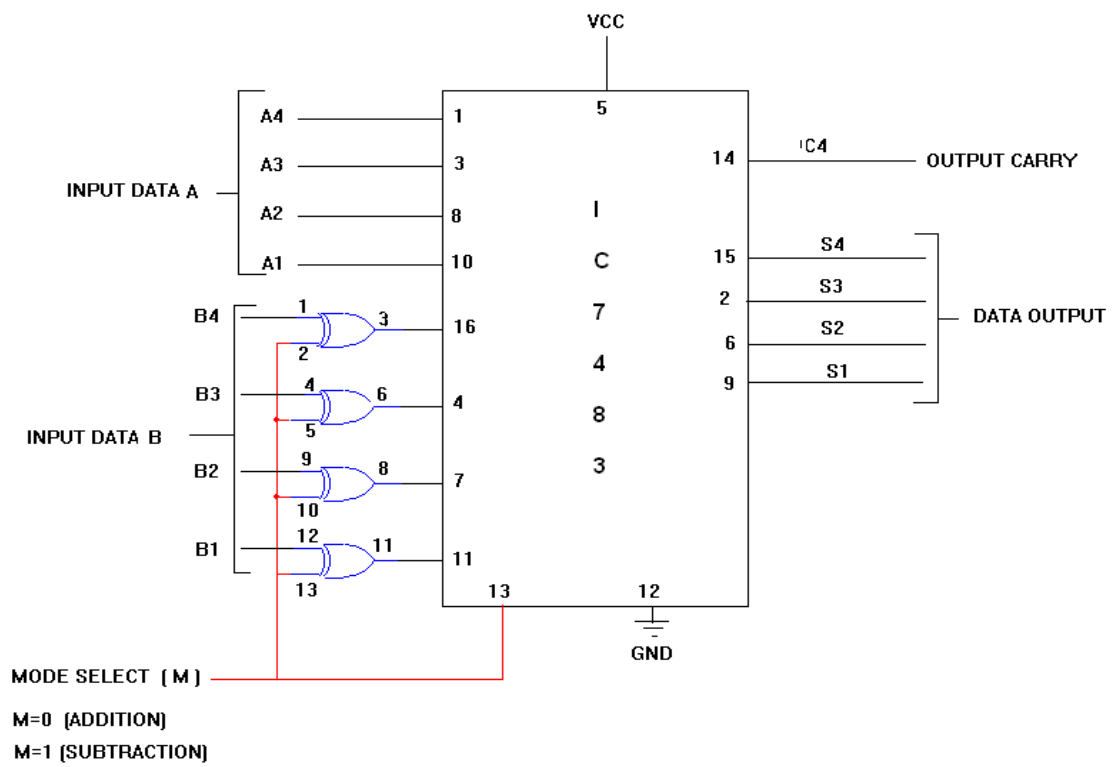 VCC
5
A4
1
A3
3
INPUT DATA A
A2
8
A1
10
14
C4
OUTPUT CARRY
I
C
7
4
8
3
15
S4
2
S3
DATA OUTPUT
6
S2
9
S1
B4
1
2
3
16
B3
4
5
6
4
INPUT DATA B
B2
9
10
8
7
B1
12
13
11
11
13
12
GND
MODE SELECT ( M )
M=0 (ADDITION)
M=1 (SUBTRACTION)